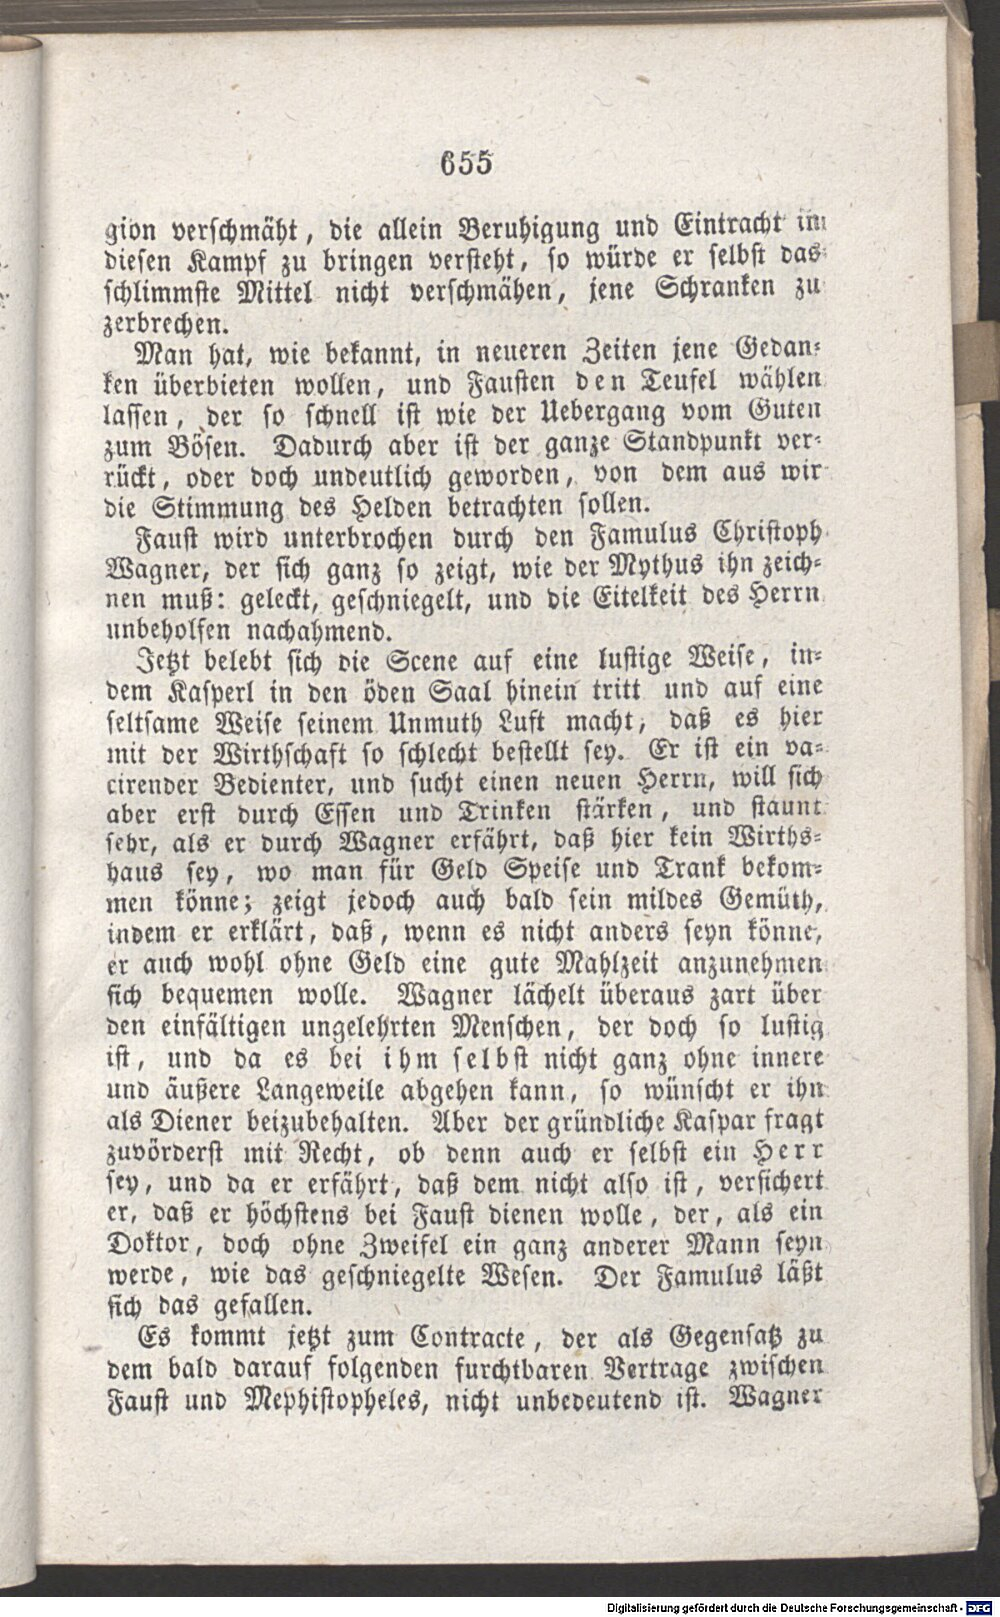 655
gion verschmäht, die allein Beruhigung und Eintracht in
diesen Kampf zu bringen versteht, so würde er selbst das
schlimmste Mittel nicht verschmähen, jene Schranken zu
zerbrechen.
Man hat, wie bekannt, in neueren Zeiten jene Gedan-
ken überbieten wollen, und Fausten den Teufel wählen
lassen, der so schnell ist wie der Uebergang vom Guten
zum Bösen. Dadurch aber ist der ganze Standpunkt ver-
rückt, oder doch undeutlich geworden, von dem aus wir
die Stimmung des Helden betrachten sollen.
Faust wird unterbrochen durch den Famulus Christoph
Wagner, der sich ganz so zeigt, wie der Mythus ihn zeich-
nen muß: geleckt, geschniegelt, und die Eitelkeit des Herrn
unbeholfen nachahmend.
Jetzt belebt sich die Scene auf eine lustige Weise, in-
dem Kasperl in den öden Saal hinein tritt und auf eine
seltsame Weise seinem Unmuth Luft macht, daß es hier
mit der Wirthschaft so schlecht bestellt sey. Er ist ein va-
cirender Bedienter, und sucht einen neuen Herrn, will sich
aber erst durch Essen und Trinken stärken, und staunt
sehr, als er durch Wagner erfährt, daß hier kein Wirths-
haus sey, wo man für Geld Speise und Trank bekom-
men könne; zeigt jedoch auch bald sein mildes Gemüth,
indem er erklärt, daß, wenn es nicht anders seyn könne,
er auch wohl ohne Geld eine gute Mahlzeit anzunehmen
sich bequemen wolle. Wagner lächelt überaus zart über
den einfältigen ungelehrten Menschen, der doch so lustig
ist, und da es bei ihm selbst nicht ganz ohne innere
und äußere Langeweile abgehen kann, so wünscht er ihn
als Diener beizubehalten. Aber der gründliche Kaspar fragt
zuvörderst mit Recht, ob denn auch er selbst ein Herr
sey, und da er erfährt, daß dem nicht also ist, versichert
er, daß er höchstens bei Faust dienen wolle, der, als ein
Doktor, doch ohne Zweifel ein ganz anderer Mann seyn
werde, wie das geschniegelte Wesen. Der Famulus läßt
sich das gefallen.
Es kommt jetzt zum Contracte, der als Gegensatz zu
dem bald darauf folgenden furchtbaren Vertrage zwischen
Faust und Mephistopheles, nicht unbedeutend ist. Wagner
Digitalisierung gefördert durch die Deutsche Forschungsgemeinschaft - DFG